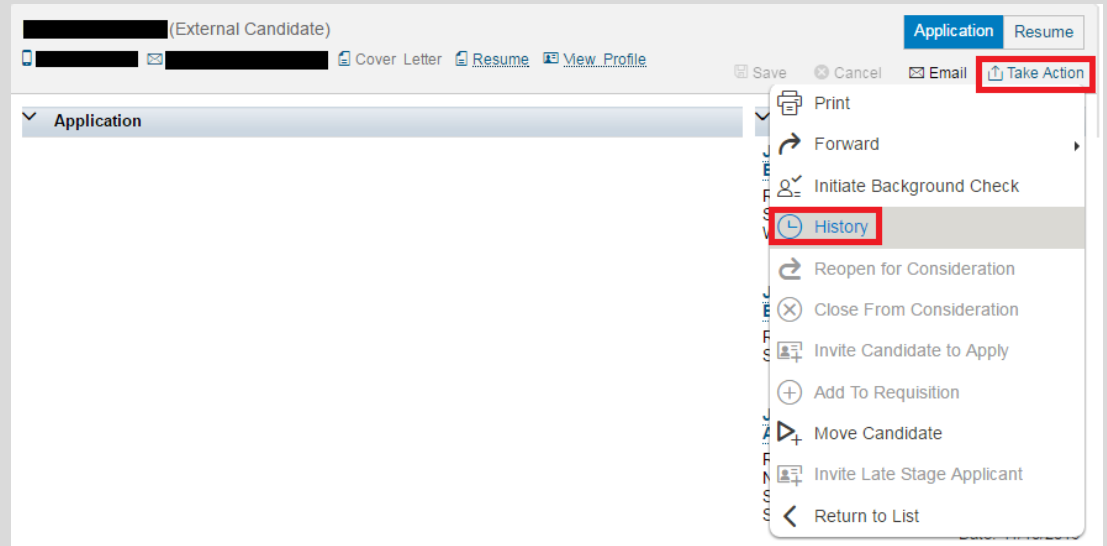 (External Candidate)
Application Resume
Cover Letter Resume View Profile
Save Cancel Email Take Action
Application
Print
Forward
Initiate Background Check
History
Reopen for Consideration
Close From Consideration
Invite Candidate to Apply
Add To Requisition
Move Candidate
Invite Late Stage Applicant
Return to List